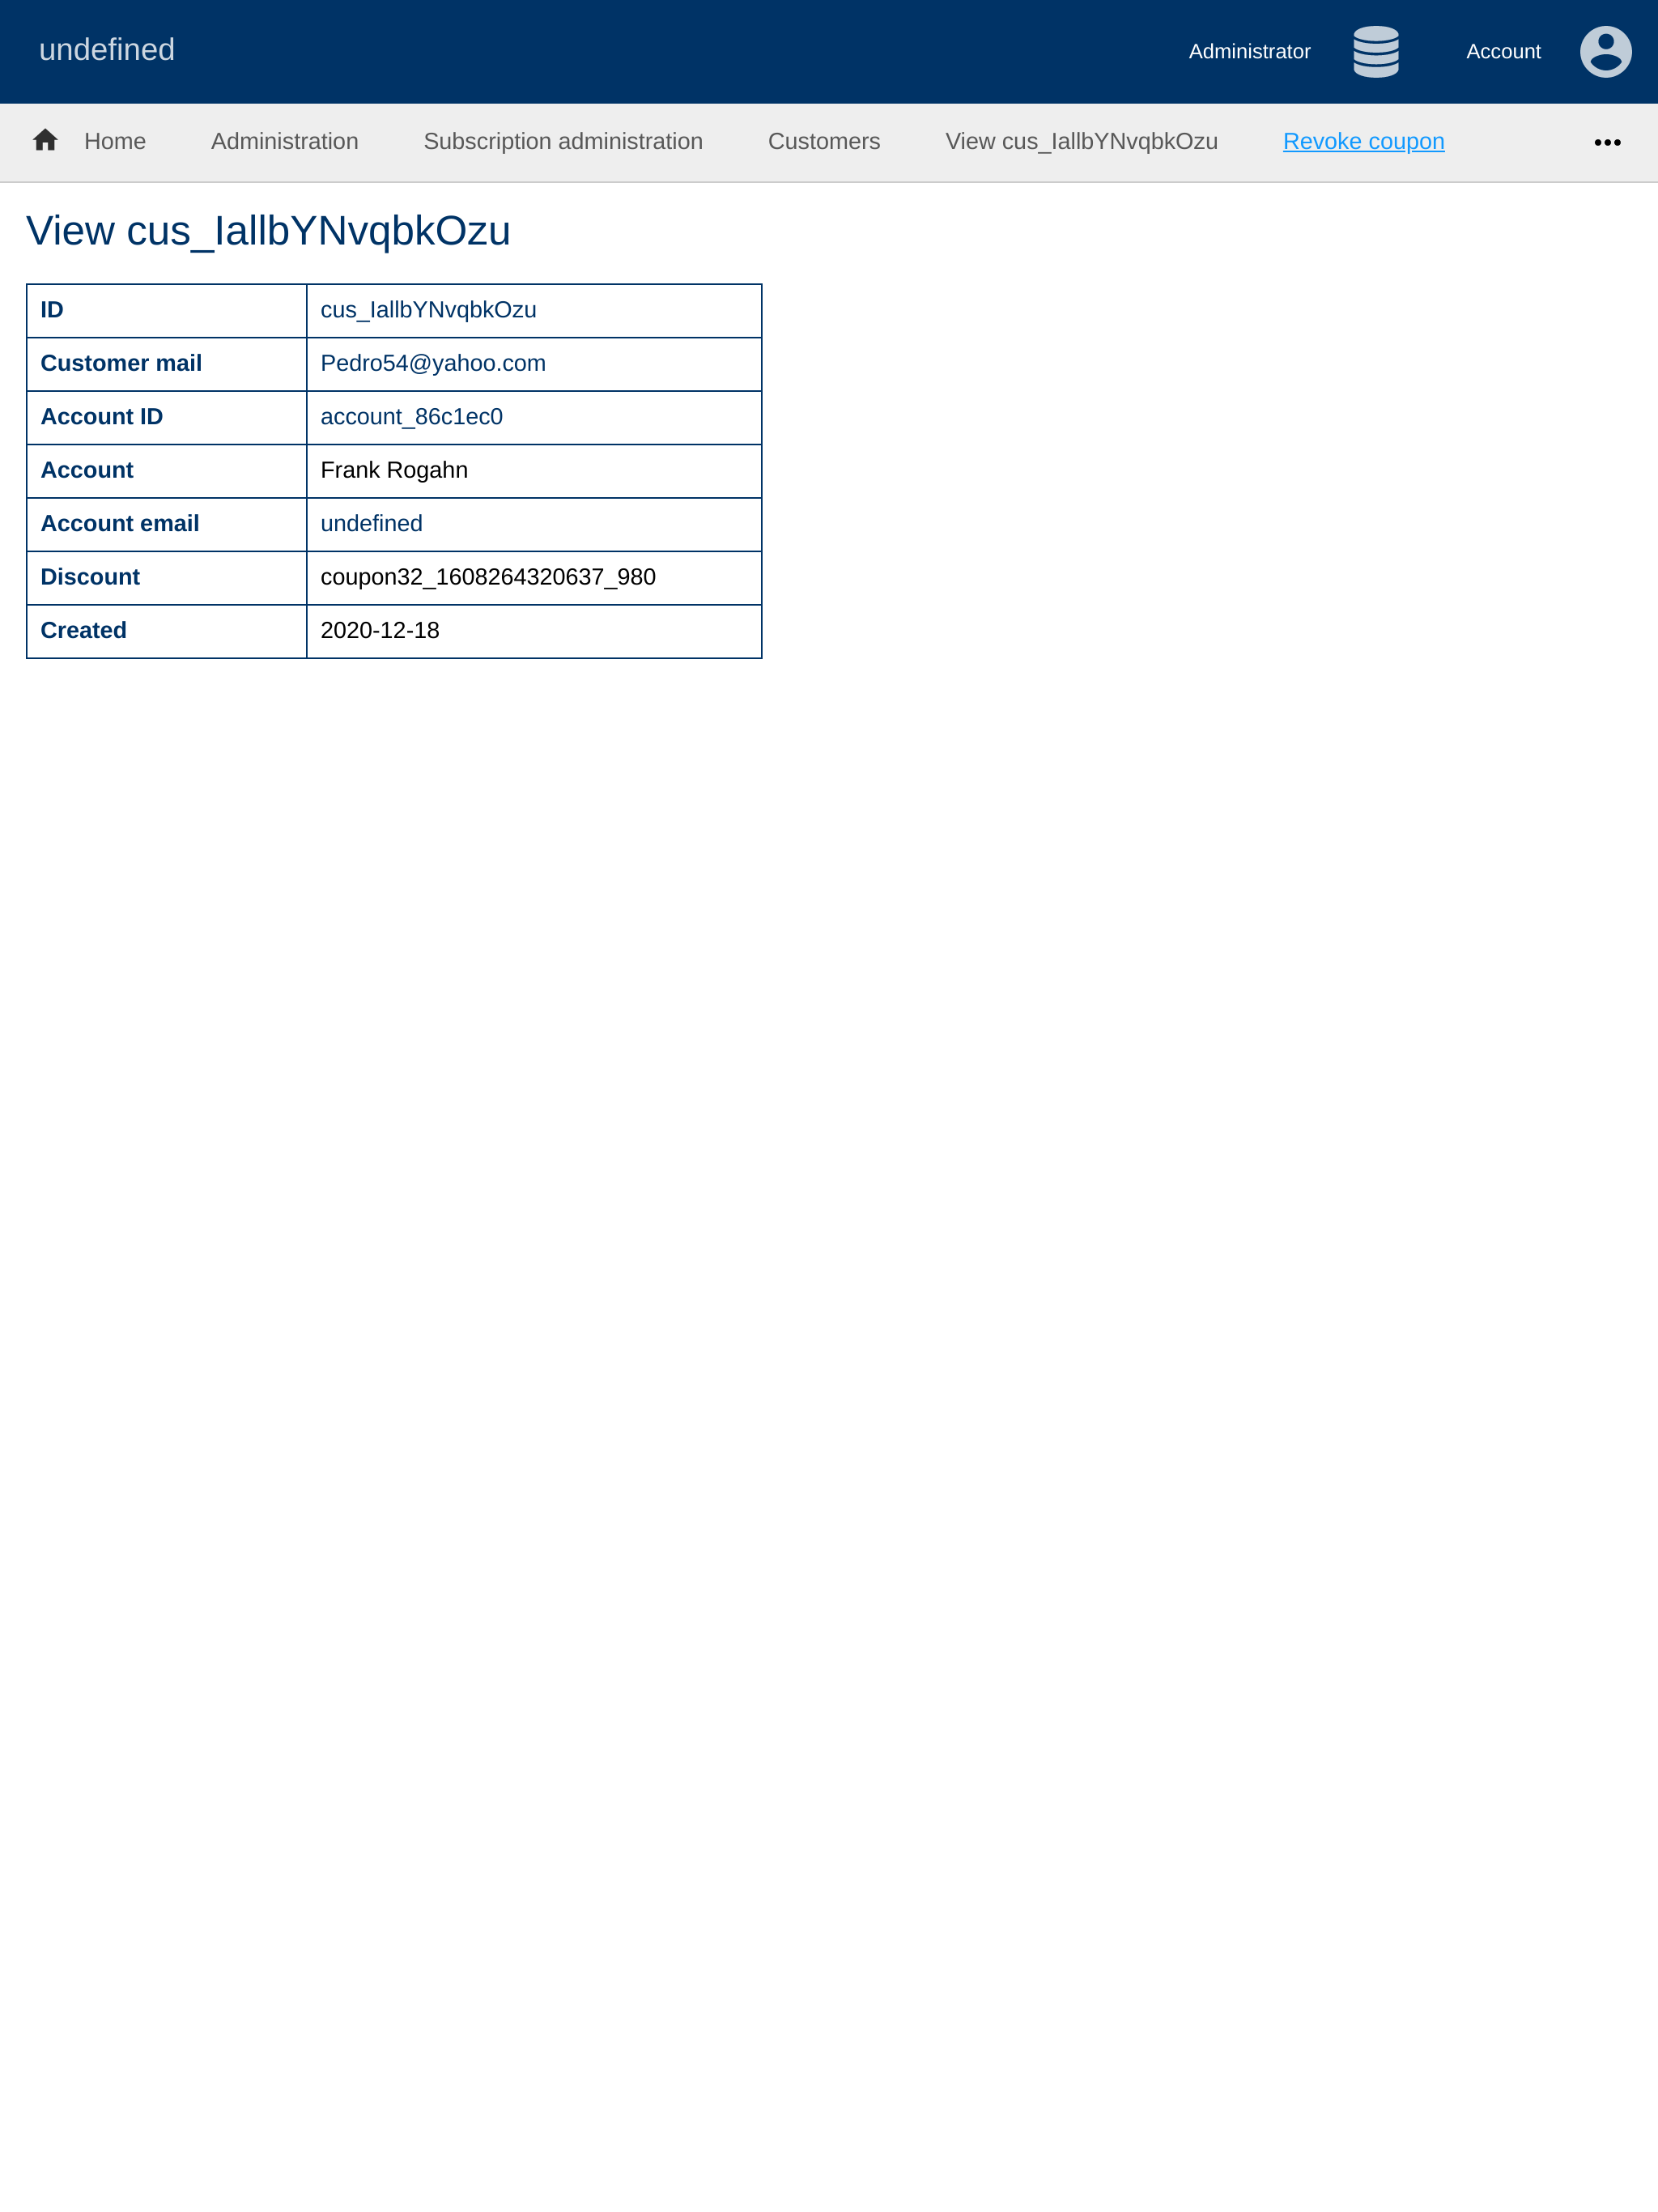 undefined
Administrator
Account
Home
Administration
Subscription administration
Customers
View cus_IallbYNvqbkOzu
Revoke coupon
View cus_IallbYNvqbkOzu
ID cus_IallbYNvqbkOzu
Customer mail Pedro54@yahoo.com
Account ID account_86c1ec0
Account Frank Rogahn
Account email undefined
Discount coupon32_1608264320637_980
Created 2020-12-18